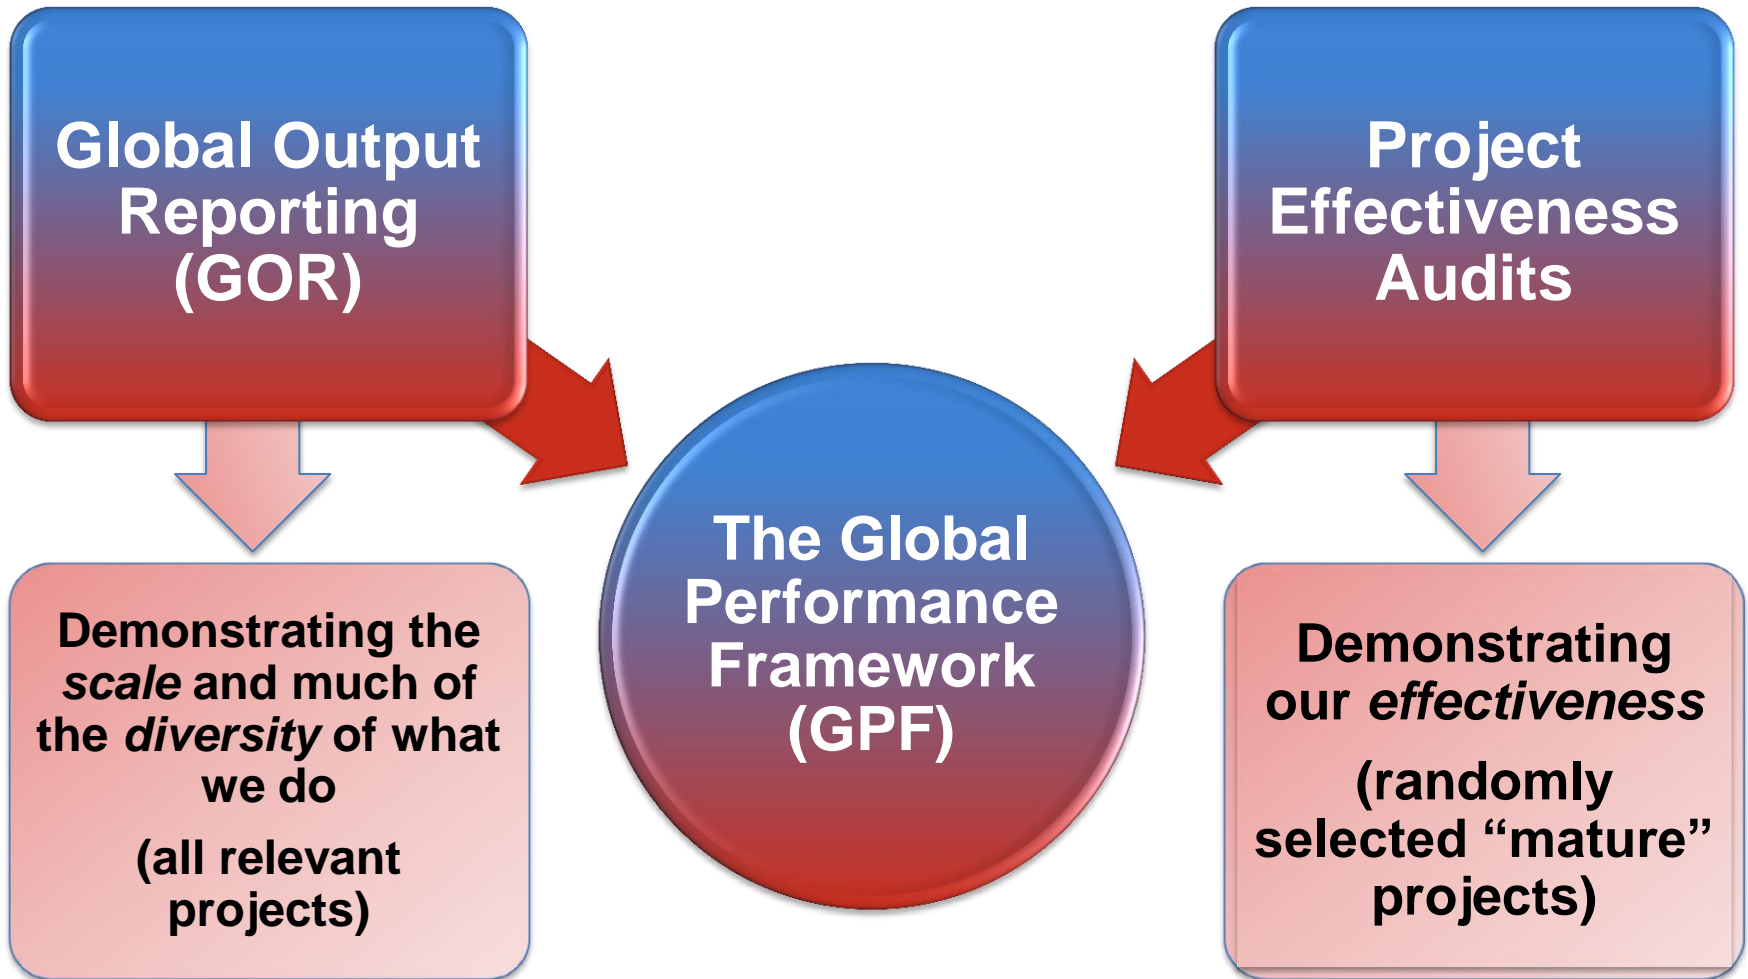 Global Output
Reporting
(GOR)
Project
Effectiveness
Audits
The Global
Performance
Framework
(GPF)
Demonstrating the
scale and much of
the diversity of what
we do
(all relevant
projects)
Demonstrating
our effectiveness
(randomly
selected “mature”
projects)